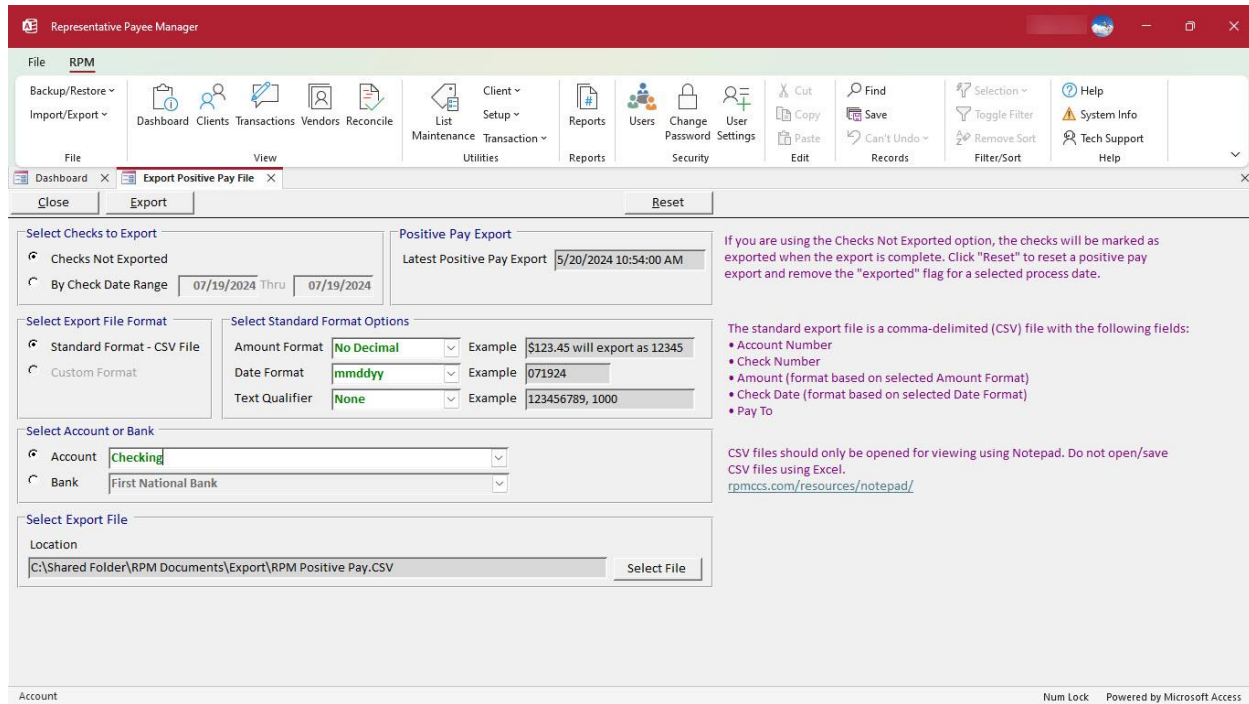 Representative Payee Manager
File RPM
Backup/Restore
Import/Export
File
Dashboard Clients Transactions Vendors Reconcile
View
List Maintenance
Client
Setup
Transaction
Utilities
Reports
Reports
Users
Change Password
User Settings
Security
Cut
Copy
Paste
Edit
Find
Save
Can't Undo
Records
Selection
Toggle Filter
Remove Sort
Filter/Sort
Help
System Info
Tech Support
Help
Dashboard Export Positive Pay File
Close Export Reset
Select Checks to Export
Checks Not Exported
By Check Date Range 07/19/2024 Thru 07/19/2024
Positive Pay Export
Latest Positive Pay Export 5/20/2024 10:54:00 AM
If you are using the Checks Not Exported option, the checks will be marked as
exported when the export is complete. Click "Reset" to reset a positive pay
export and remove the "exported" flag for a selected process date.
Select Export File Format
Standard Format - CSV File
Custom Format
Select Standard Format Options
Amount Format No Decimal Example $123.45 will export as 12345
Date Format mmddyy Example 071924
Text Qualifier None Example 123456789, 1000
The standard export file is a comma-delimited (CSV) file with the following fields:
• Account Number
• Check Number
• Amount (format based on selected Amount Format)
• Check Date (format based on selected Date Format)
• Pay To
Select Account or Bank
Account Checking
Bank First National Bank
CSV files should only be opened for viewing using Notepad. Do not open/save
CSV files using Excel.
rpmccs.com/resources/notepad/
Select Export File
Location
C:\Shared Folder\RPM Documents\Export\RPM Positive Pay.CSV Select File
Account Num Lock Powered by Microsoft Access